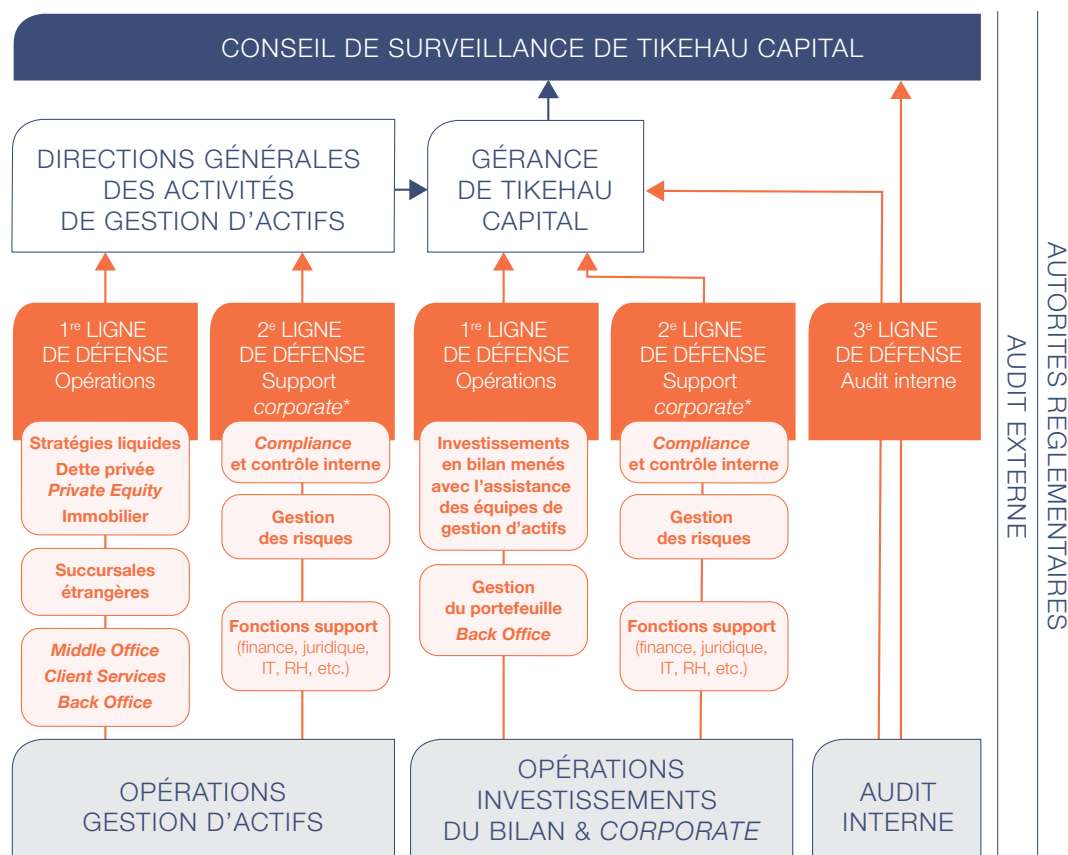 CONSEIL DE SURVEILLANCE DE TIKEHAU CAPITAL
DIRECTIONS GÉNÉRALES
DES ACTIVITÉS
DE GESTION D'ACTIFS
GÉRANCE
DE TIKEHAU
CAPITAL
1re LIGNE
DE DÉFENSE
Opérations
2e LIGNE
DE DÉFENSE
Support
corporate*
1re LIGNE
DE DÉFENSE
Opérations
2e LIGNE
DE DÉFENSE
Support
corporate*
3e LIGNE
DE DÉFENSE
Audit interne
Stratégies liquides
Dette privée
Private Equity
Immobilier
Succursales
étrangères
Middle Office
Client Services
Back Office
Compliance
et contrôle interne
Gestion
des risques
Fonctions support
(finance, juridique,
IT, RH, etc.)
Investissements
en bilan menés
avec l'assistance
des équipes de
gestion d'actifs
Gestion
du portefeuille
Back Office
Compliance
et contrôle interne
Gestion
des risques
Fonctions support
(finance, juridique,
IT, RH, etc.)
OPÉRATIONS
GESTION D'ACTIFS
OPÉRATIONS
INVESTISSEMENTS
DU BILAN & CORPORATE
AUDIT
INTERNE
AUDIT EXTERNE
AUTORITES REGLEMENTAIRES